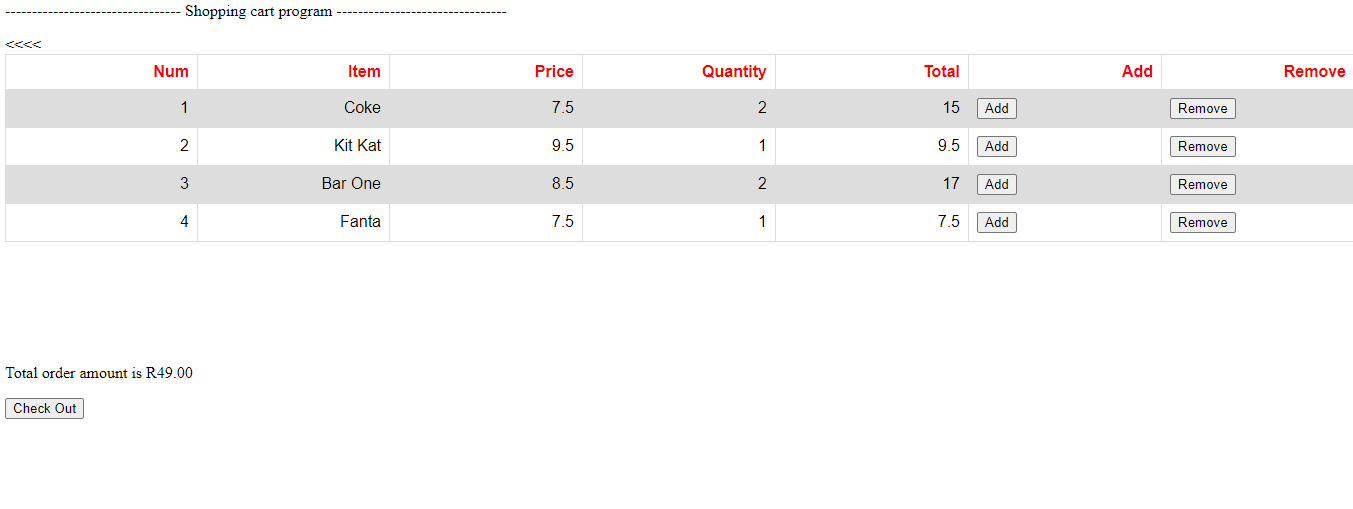 --------------------------------- Shopping cart program --------------------------------
<<<<
Num Item Price Quantity Total Add Remove
1 Coke 7.5 2 15 Add Remove
2 Kit Kat 9.5 1 9.5 Add Remove
3 Bar One 8.5 2 17 Add Remove
4 Fanta 7.5 1 7.5 Add Remove
Total order amount is R49.00
Check Out